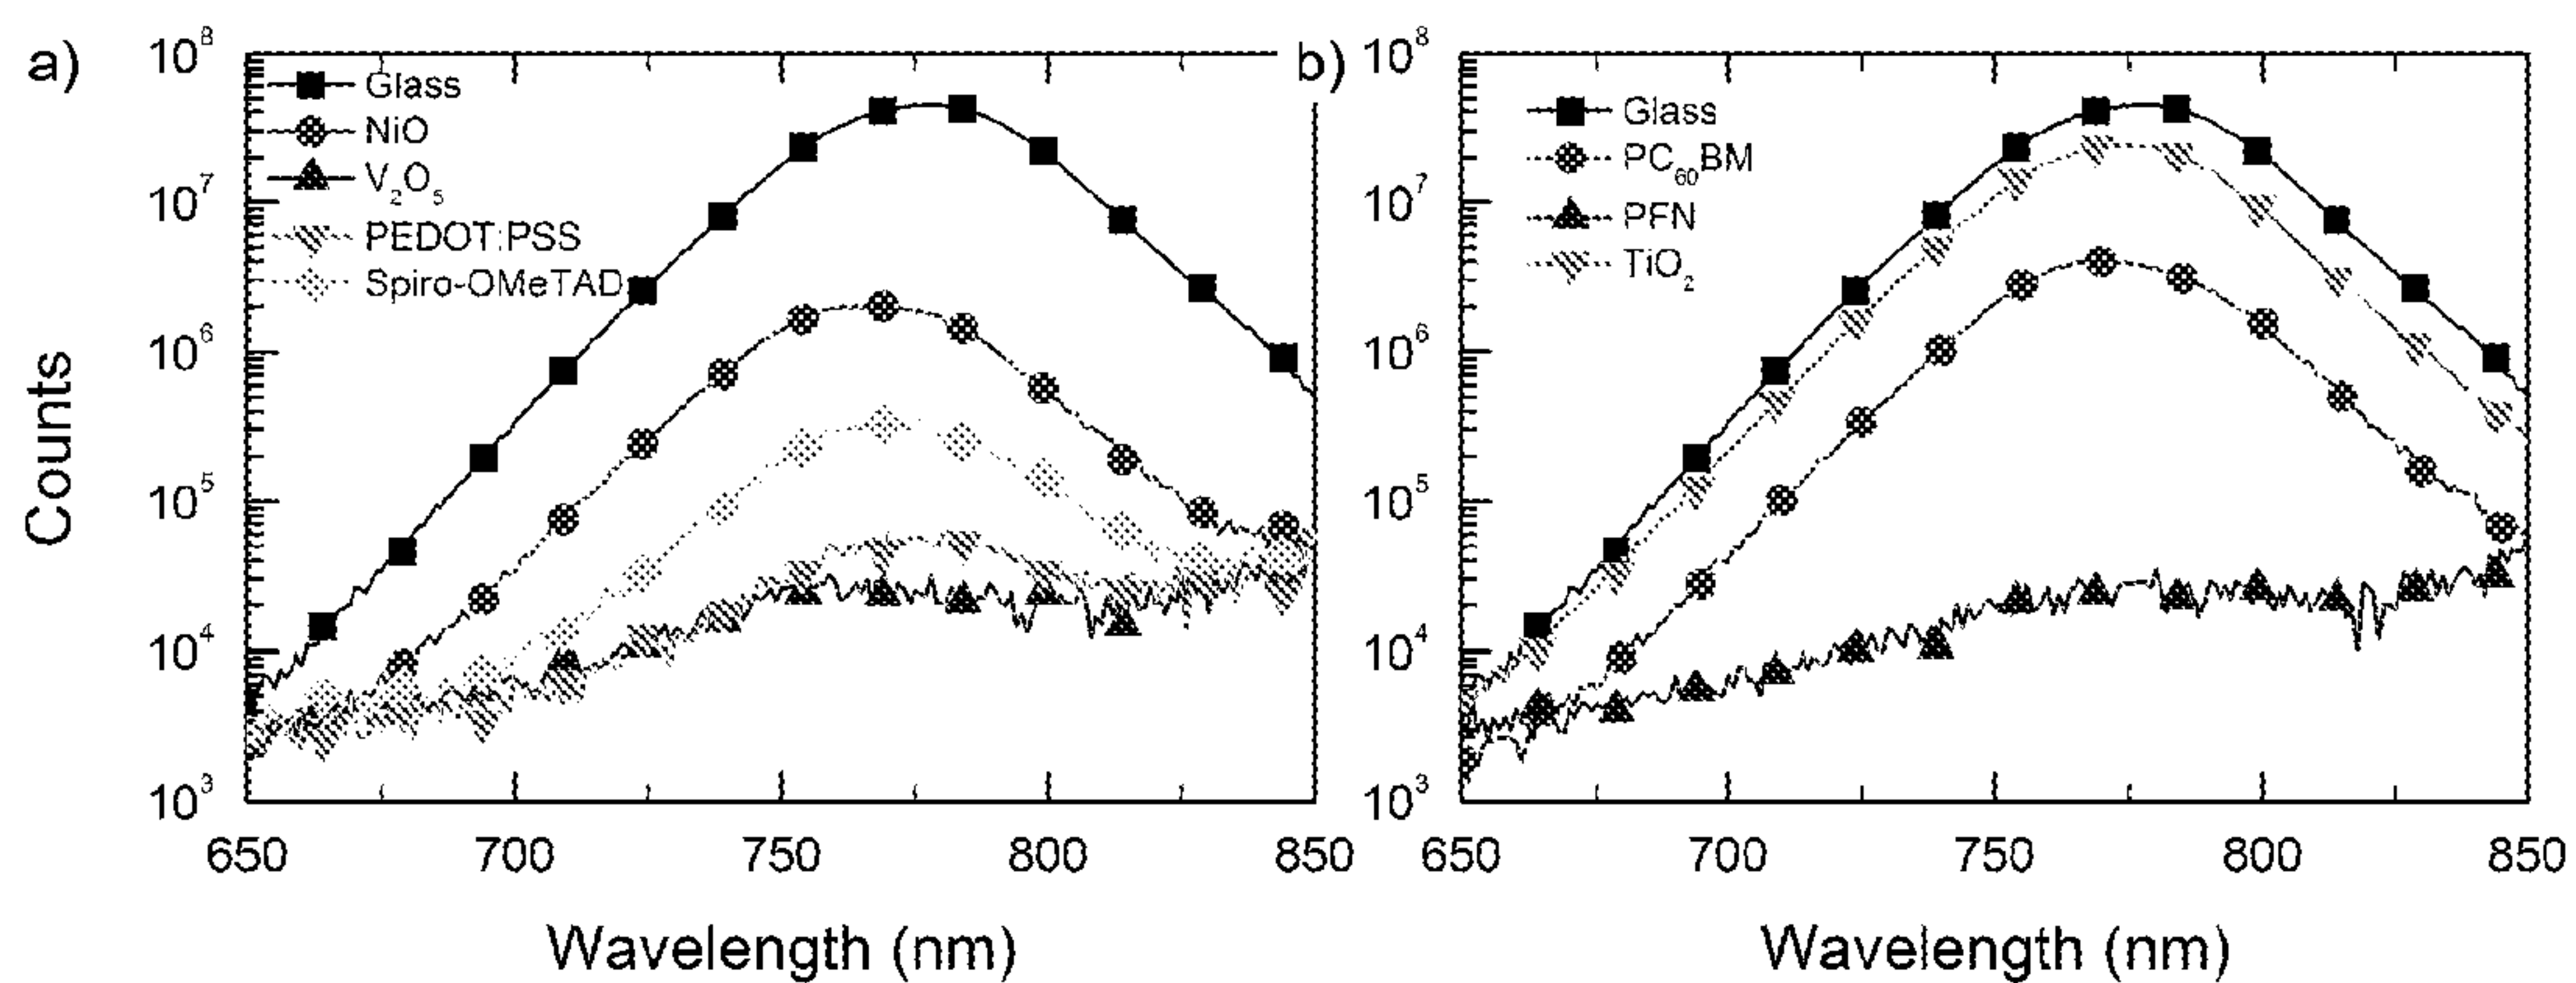 a)
Counts
10⁸
10⁷
10⁶
10⁵
10⁴
10³
Glass
NiO
V₂O₅
PEDOT:PSS
Spiro-OMeTAD
650 700 750 800 850
Wavelength (nm)
b)
10⁸
10⁷
10⁶
10⁵
10⁴
10³
Glass
PC₆₀BM
PFN
TiO₂
650 700 750 800 850
Wavelength (nm)